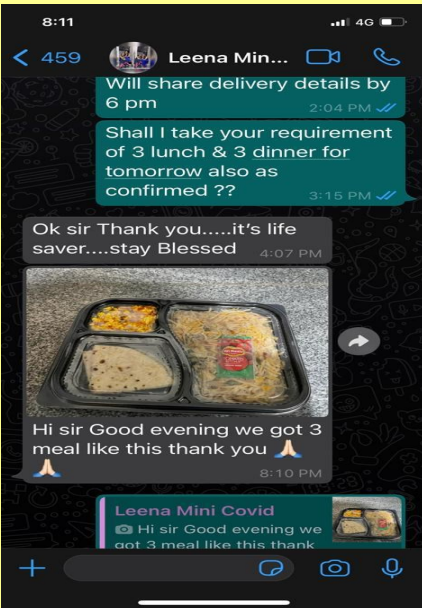 8:11
4G
459
Leena Min...
Will share delivery details by
6 pm
2:04 PM
Shall I take your requirement
of 3 lunch & 3 dinner for
tomorrow also as
confirmed ??
3:15 PM
Ok sir Thank you.....it's life
saver....stay Blessed
4:07 PM
Hi sir Good evening we got 3
meal like this thank you 🙏🏻
🙏🏻
8:10 PM
Leena Mini Covid
Hi sir Good evening we
got 3 meal like this thank